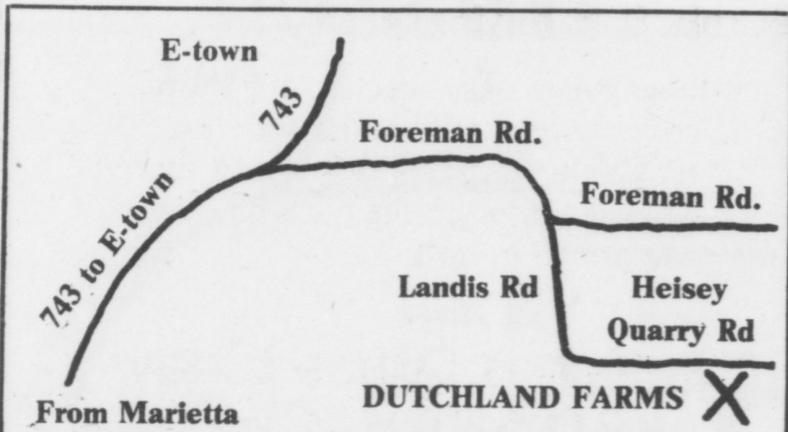 E-town
743
Foreman Rd.
Foreman Rd.
743 to E-town
Landis Rd
Heisey
Quarry Rd
DUTCHLAND FARMS X
From Marietta